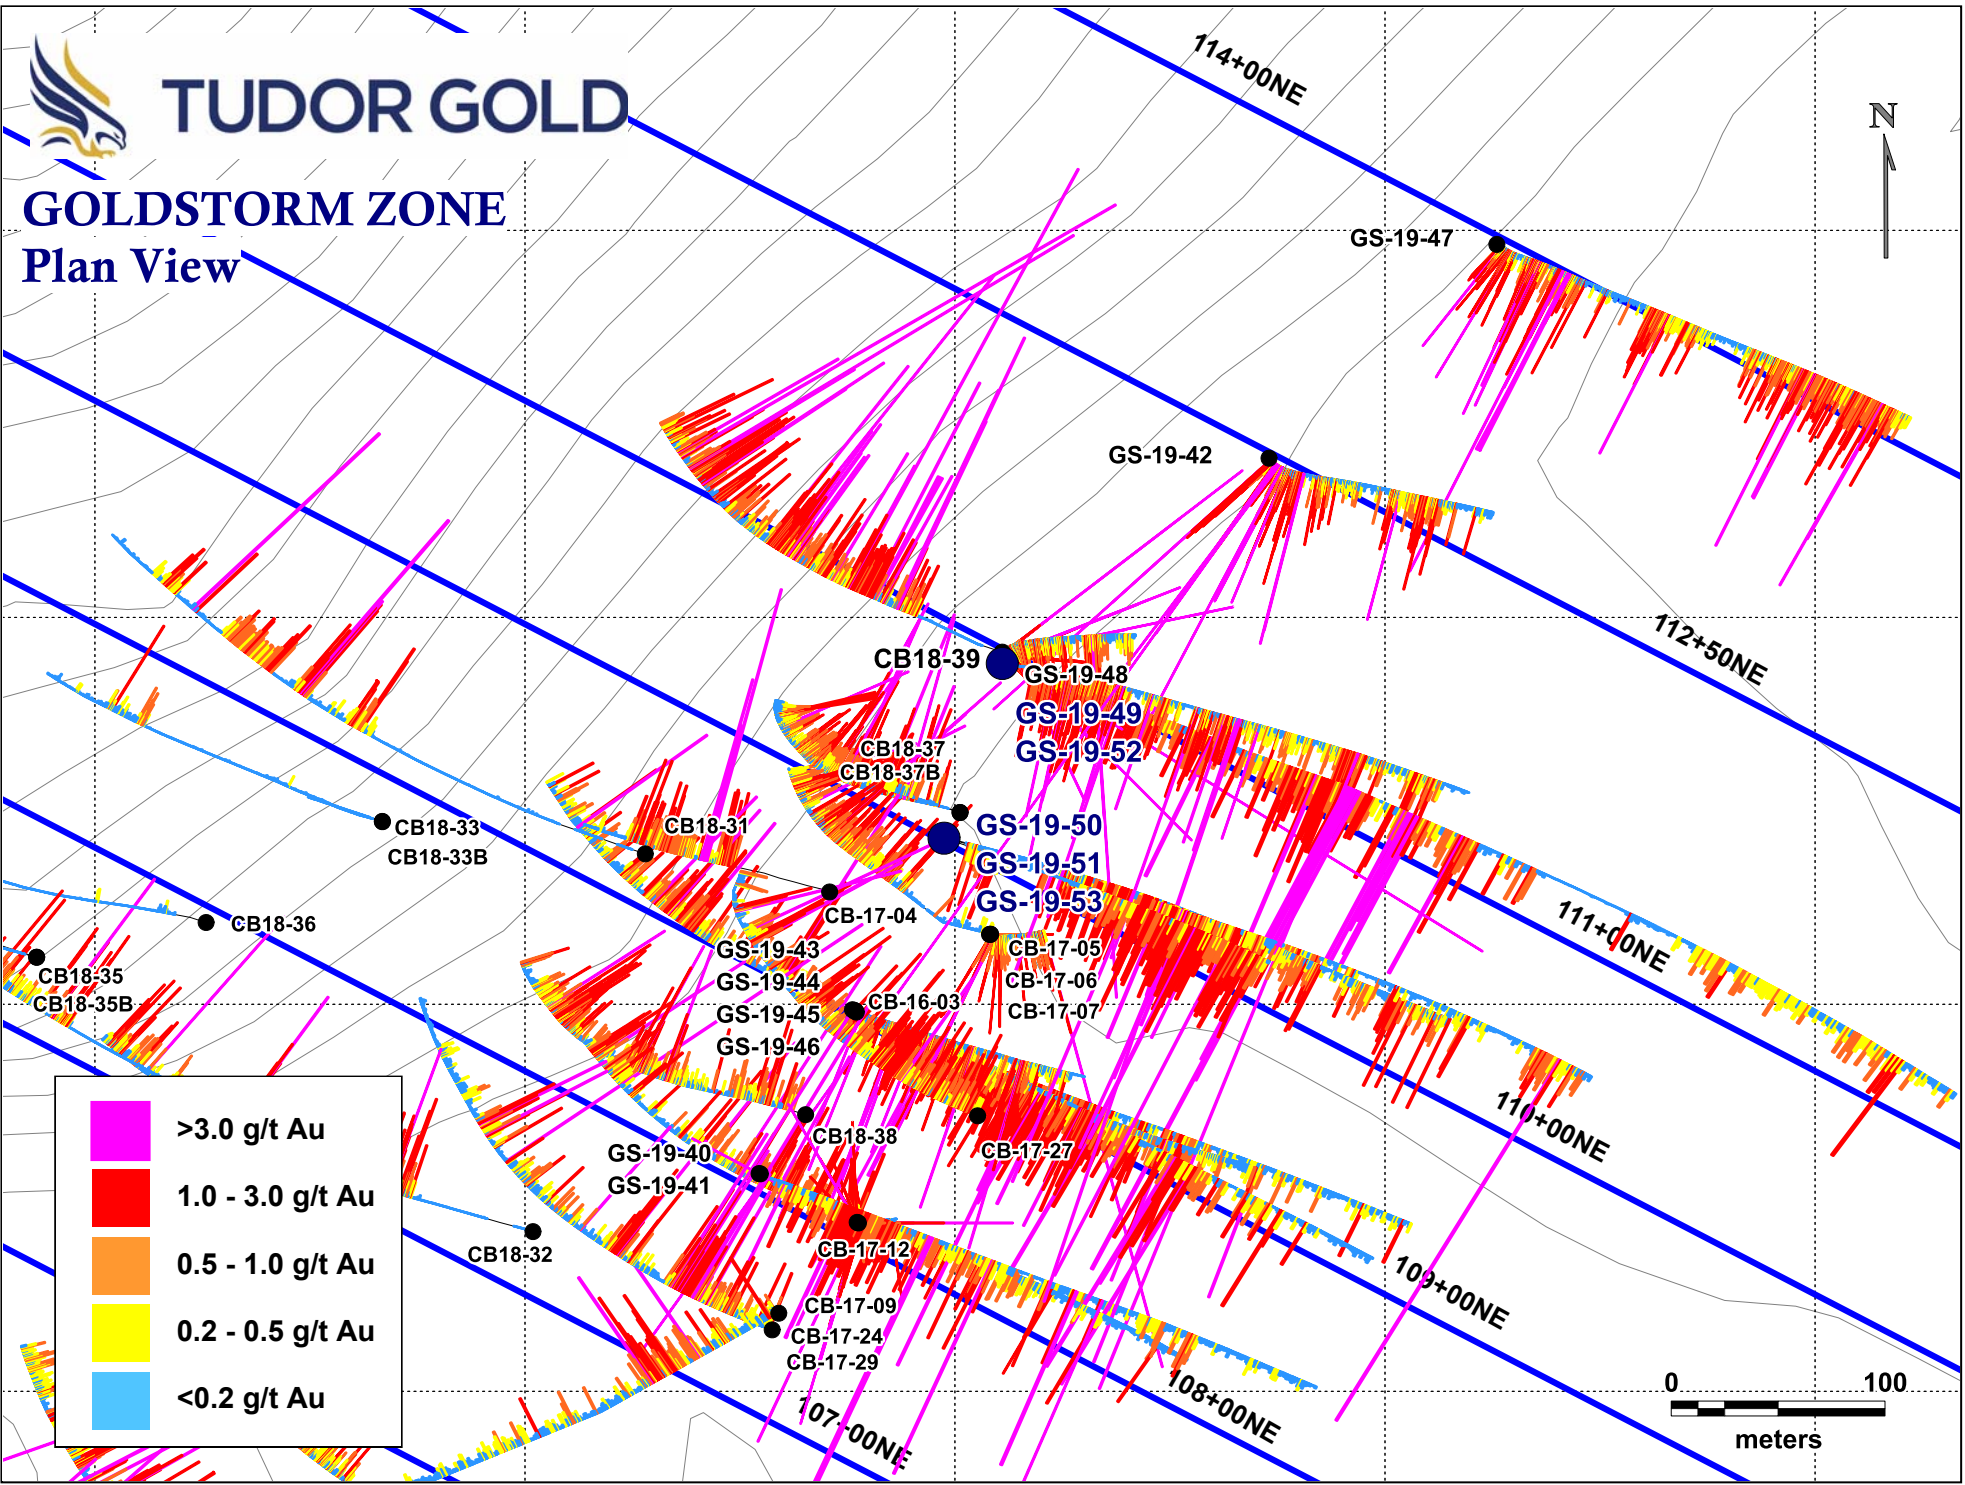 TUDOR GOLD
GOLDSTORM ZONE
Plan View
114+00NE
N
GS-19-47
GS-19-42
112+50NE
CB18-39
GS-19-48
GS-19-49
GS-19-52
CB18-37
CB18-37B
GS-19-50
GS-19-51
GS-19-53
CB18-31
CB18-33
CB18-33B
CB-17-04
CB18-36
111+00NE
CB18-35
CB18-35B
GS-19-43
GS-19-44
GS-19-45
GS-19-46
CB-17-05
CB-17-06
CB-17-07
CB-16-03
110+00NE
CB18-38
CB-17-27
GS-19-40
GS-19-41
CB18-32
CB-17-12
109+00NE
CB-17-09
CB-17-24
CB-17-29
108+00NE
107+00NE
>3.0 g/t Au
1.0 - 3.0 g/t Au
0.5 - 1.0 g/t Au
0.2 - 0.5 g/t Au
<0.2 g/t Au
0 100
meters